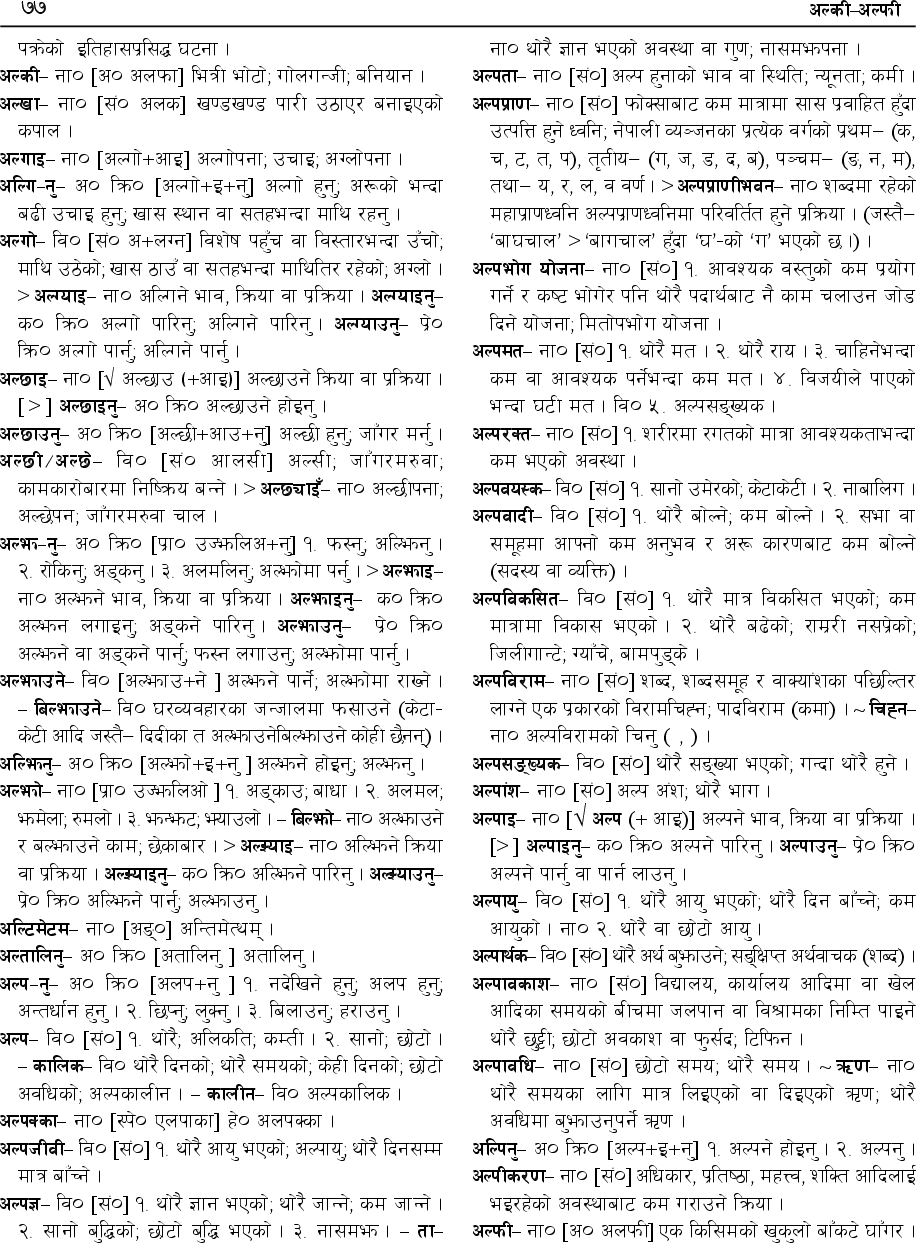 ७७
अल्की–अल्फी
पक्रेको इतिहासप्रसिद्ध घटना ।
अल्की– ना० [अ० अलफा] भित्री भोटो; गोलगन्जी; बनियान ।
अल्खा– ना० [सं० अलक] खण्डखण्ड पारी उठाएर बनाइएको
कपाल ।
अल्गाइ– ना० [अल्गो+आइ] अल्गोपना; उचाइ; अग्लोपना ।
अल्गि-नु– अ० क्रि० [अल्गो+इ+नु] अल्गो हुनु; अरूको भन्दा
बढी उचाइ हुनु; खास स्थान वा सतहभन्दा माथि रहनु ।
अल्गो– वि० [सं० अ+लग्न] विशेष पहुँच वा विस्तारभन्दा उँचो;
माथि उठेको; खास ठाउँ वा सतहभन्दा माथितिर रहेको; अग्लो ।
> अल्ग्याइ– ना० अल्गिने भाव, क्रिया वा प्रक्रिया । अल्ग्याइनु–
क० क्रि० अल्गो पारिनु; अल्गिने पारिनु । अल्ग्याउनु– प्रे०
क्रि० अल्गो पार्नु; अल्गिने पार्नु ।
अल्छाइ– ना० [√ अल्छाउ (+आइ)] अल्छाउने क्रिया वा प्रक्रिया ।
[>] अल्छाइनु– अ० क्रि० अल्छाउने होइनु ।
अल्छाउनु– अ० क्रि० [अल्छी+आउ+नु] अल्छी हुनु; जाँगर मर्नु ।
अल्छी/अल्छे– वि० [सं० आलसी] अल्सी; जाँगरमरुवा;
कामकारोबारमा निष्क्रिय बन्ने । > अल्छ्याइँ– ना० अल्छीपना;
अल्छेपन; जाँगरमरुवा चाल ।
अल्झ-नु– अ० क्रि० [प्रा० उज्झलिअ+नु] १. फस्नु; अल्झिनु ।
२. रोकिनु; अड्कनु । ३. अलमलिनु; अल्झोमा पर्नु । > अल्झाइ–
ना० अल्झने भाव, क्रिया वा प्रक्रिया । अल्झाइनु– क० क्रि०
अल्झन लगाइनु; अड्कने पारिनु । अल्झाउनु– प्रे० क्रि०
अल्झने वा अड्कने पार्नु; फस्न लगाउनु; अल्झोमा पार्नु ।
अल्झाउने– वि० [अल्झाउ+ने ] अल्झने पार्ने; अल्झोमा राख्ने ।
– बिल्झाउने– वि० घरव्यवहारका जन्जालमा फसाउने (केटा-
केटी आदि जस्तै– दिदीका त अल्झाउनेबिल्झाउने कोही छैनन्) ।
अल्झिनु– अ० क्रि० [अल्झो+इ+नु ] अल्झने होइनु; अल्झनु ।
अल्झो– ना० [प्रा० उज्झलिओ ] १. अड्काउ; बाधा । २. अलमल;
झमेला; रुमलो । ३. झन्झट; झ्याउलो । – बिल्झो– ना० अल्झाउने
र बल्झाउने काम; छेकाबार । > अल्झ्याइ– ना० अल्झिने क्रिया
वा प्रक्रिया । अल्झ्याइनु– क० क्रि० अल्झिने पारिनु । अल्झ्याउनु–
प्रे० क्रि० अल्झिने पार्नु; अल्झाउनु ।
अल्टिमेटम– ना० [अङ्०] अन्तिमेत्थम् ।
अल्तालिनु– अ० क्रि० [अतालिनु ] अतालिनु ।
अल्प-नु– अ० क्रि० [अलप+नु ] १. नदेखिने हुनु; अलप हुनु;
अन्तर्धान हुनु । २. छिप्नु; लुक्नु । ३. बिलाउनु; हराउनु ।
अल्प– वि० [सं०] १. थोरै; अलिकति; कम्ती । २. सानो; छोटो ।
– कालिक– वि० थोरै दिनको; थोरै समयको; केही दिनको; छोटो
अवधिको; अल्पकालीन । – कालीन– वि० अल्पकालिक ।
अल्पक्का– ना० [स्पे० एलपाका] हे० अलपक्का ।
अल्पजीवी– वि० [सं०] १. थोरै आयु भएको; अल्पायु; थोरै दिनसम्म
मात्र बाँच्ने ।
अल्पज्ञ– वि० [सं०] १. थोरै ज्ञान भएको; थोरै जान्ने; कम जान्ने ।
२. सानो बुद्धिको; छोटो बुद्धि भएको । ३. नासमझ । – ता–
ना० थोरै ज्ञान भएको अवस्था वा गुण; नासमझपना ।
अल्पता– ना० [सं०] अल्प हुनाको भाव वा स्थिति; न्यूनता; कमी ।
अल्पप्राण– ना० [सं०] फोक्साबाट कम मात्रामा सास प्रवाहित हुँदा
उत्पत्ति हुने ध्वनि; नेपाली व्यञ्जनका प्रत्येक वर्गको प्रथम– (क,
च, ट, त, प), तृतीय– (ग, ज, ड, द, ब), पञ्चम– (ङ, न, म),
तथा– य, र, ल, व वर्ण । > अल्पप्राणीभवन– ना० शब्दमा रहेको
महाप्राणध्वनि अल्पप्राणध्वनिमा परिवर्तित हुने प्रक्रिया । (जस्तै–
‘बाघचाल’ > ‘बागचाल’ हुँदा ‘घ’-को ‘ग’ भएको छ ।) ।
अल्पभोग योजना– ना० [सं०] १. आवश्यक वस्तुको कम प्रयोग
गर्ने र कष्ट भोगेर पनि थोरै पदार्थबाट नै काम चलाउन जोड
दिने योजना; मितोपभोग योजना ।
अल्पमत– ना० [सं०] १. थोरै मत । २. थोरै राय । ३. चाहिनेभन्दा
कम वा आवश्यक पर्नेभन्दा कम मत । ४. विजयीले पाएको
भन्दा घटी मत । वि० ५. अल्पसङ्ख्यक ।
अल्परक्त– ना० [सं०] १. शरीरमा रगतको मात्रा आवश्यकताभन्दा
कम भएको अवस्था ।
अल्पवयस्क– वि० [सं०] १. सानो उमेरको; केटाकेटी । २. नाबालिग ।
अल्पवादी– वि० [सं०] १. थोरै बोल्ने; कम बोल्ने । २. सभा वा
समूहमा आफ्नो कम अनुभव र अरू कारणबाट कम बोल्ने
(सदस्य वा व्यक्ति) ।
अल्पविकसित– वि० [सं०] १. थोरै मात्र विकसित भएको; कम
मात्रामा विकास भएको । २. थोरै बढेको; राम्ररी नसप्रेको;
जिलीगान्टे; ग्याँचे, बामपुड्के ।
अल्पविराम– ना० [सं०] शब्द, शब्दसमूह र वाक्यांशका पछिल्तिर
लाग्ने एक प्रकारको विरामचिह्न; पादविराम (कमा) । ~ चिह्न–
ना० अल्पविरामको चिनु ( , ) ।
अल्पसङ्ख्यक– वि० [सं०] थोरै सङ्ख्या भएको; गन्दा थोरै हुने ।
अल्पांश– ना० [सं०] अल्प अंश; थोरै भाग ।
अल्पाइ– ना० [√ अल्प (+ आइ)] अल्पने भाव, क्रिया वा प्रक्रिया ।
[>] अल्पाइनु– क० क्रि० अल्पने पारिनु । अल्पाउनु– प्रे० क्रि०
अल्पने पार्नु वा पार्न लाउनु ।
अल्पायु– वि० [सं०] १. थोरै आयु भएको; थोरै दिन बाँच्ने; कम
आयुको । ना० २. थोरै वा छोटो आयु ।
अल्पार्थक– वि० [सं०] थोरै अर्थ बुझाउने; सङ्क्षिप्त अर्थवाचक (शब्द) ।
अल्पावकाश– ना० [सं०] विद्यालय, कार्यालय आदिमा वा खेल
आदिका समयको बीचमा जलपान वा विश्रामका निम्ति पाइने
थोरै छुट्टी; छोटो अवकाश वा फुर्सद; टिफिन ।
अल्पावधि– ना० [सं०] छोटो समय; थोरै समय । ~ ऋण– ना०
थोरै समयका लागि मात्र लिइएको वा दिइएको ऋण; थोरै
अवधिमा बुझाउनुपर्ने ऋण ।
अल्पिनु– अ० क्रि० [अल्प+इ+नु] १. अल्पने होइनु । २. अल्पनु ।
अल्पीकरण– ना० [सं०] अधिकार, प्रतिष्ठा, महत्त्व, शक्ति आदिलाई
भइरहेको अवस्थाबाट कम गराउने क्रिया ।
अल्फी– ना० [अ० अलफी] एक किसिमको खुकुलो बाँकटे घाँगर ।